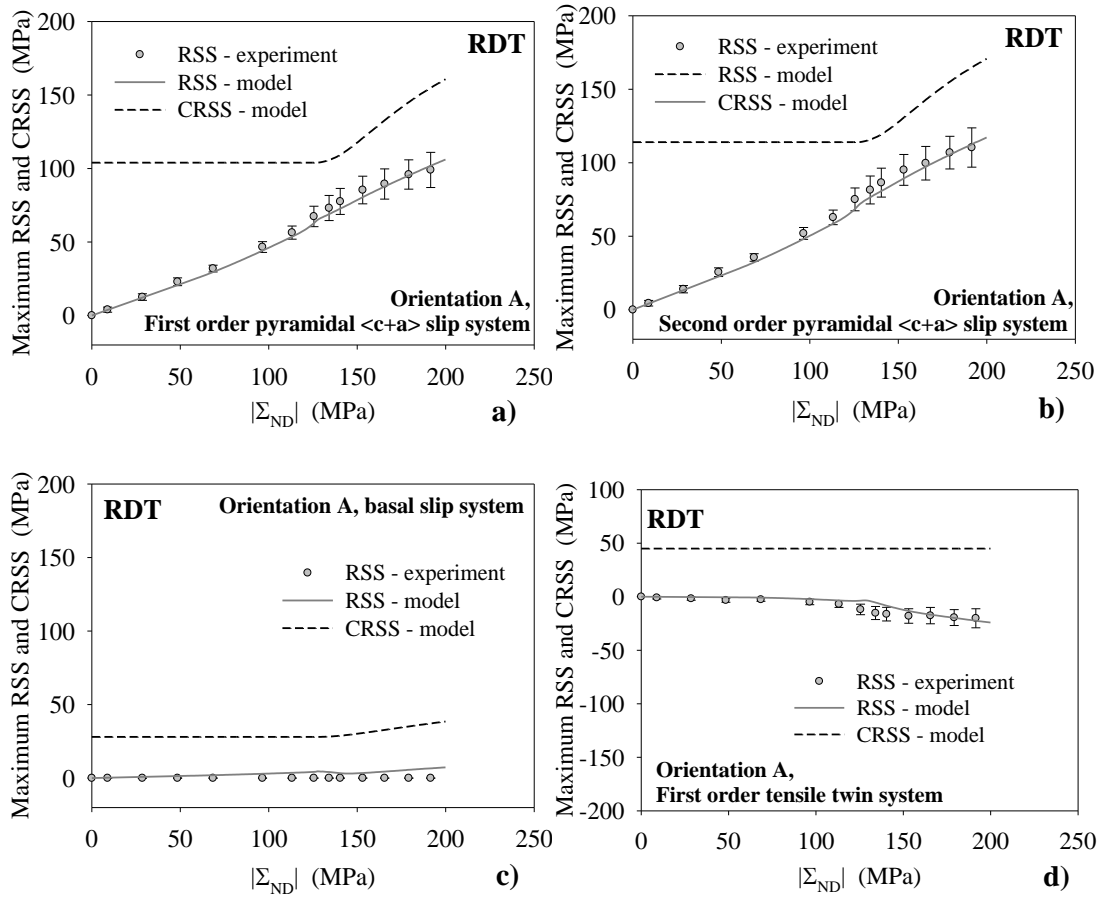 Maximum RSS and CRSS (MPa)
200
150
100
50
0
RSS - experiment
RSS - model
CRSS - model
RDT
Orientation A,
First order pyramidal <c+a> slip system
0 50 100 150 200 250
|ΣND| (MPa)
a)
Maximum RSS and CRSS (MPa)
200
150
100
50
0
RSS - experiment
RSS - model
CRSS - model
RDT
Orientation A,
Second order pyramidal <c+a> slip system
0 50 100 150 200 250
|ΣND| (MPa)
b)
Maximum RSS and CRSS (MPa)
200
150
100
50
0
RDT
Orientation A, basal slip system
RSS - experiment
RSS - model
CRSS - model
0 50 100 150 200 250
|ΣND| (MPa)
c)
Maximum RSS and CRSS (MPa)
100
50
0
-50
-100
-150
-200
RDT
RSS - experiment
RSS - model
CRSS - model
Orientation A,
First order tensile twin system
0 50 100 150 200 250
|ΣND| (MPa)
d)